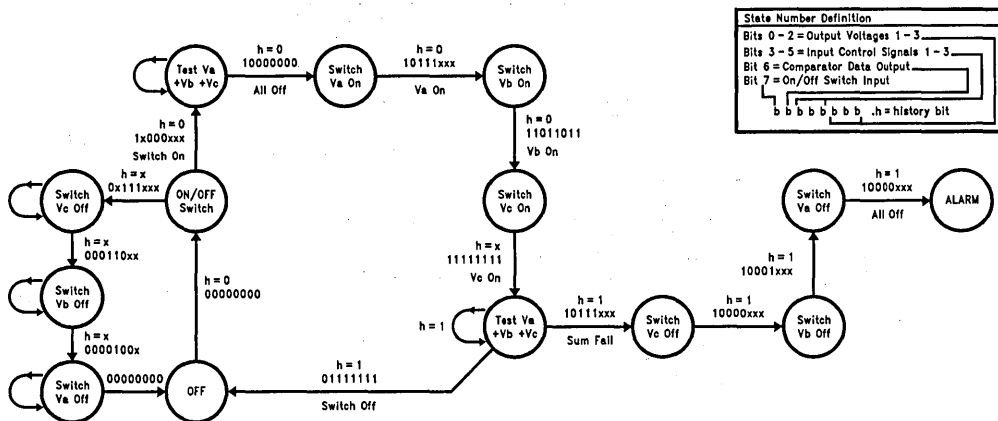 State Number Definition
Bits 0 - 2 = Output Voltages 1 - 3
Bits 3 - 5 = Input Control Signals 1 - 3
Bit 6 = Comparator Data Output
Bit 7 = On/Off Switch Input
b b b b b b b b .h = history bit
Test Va
+Vb +Vc
h = 0
10000000
All Off
Switch
Va On
h = 0
10111xxx
Va On
Switch
Vb On
h = 0
11011011
Vb On
Switch
Vc On
h = x
11111111
Vc On
h = 0
1x000xxx
Switch On
ON/OFF
Switch
h = x
0x111xxx
Switch
Vc Off
h = x
000110xx
Switch
Vb Off
h = x
0000100x
Switch
Va Off
00000000
OFF
h = 0
00000000
h = 1
01111111
Switch Off
h = 1
Test Va
+Vb +Vc
h = 1
10111xxx
Sum Fail
Switch
Vc Off
h = 1
10000xxx
Switch
Vb Off
h = 1
10001xxx
Switch
Va Off
h = 1
10000xxx
All Off
ALARM